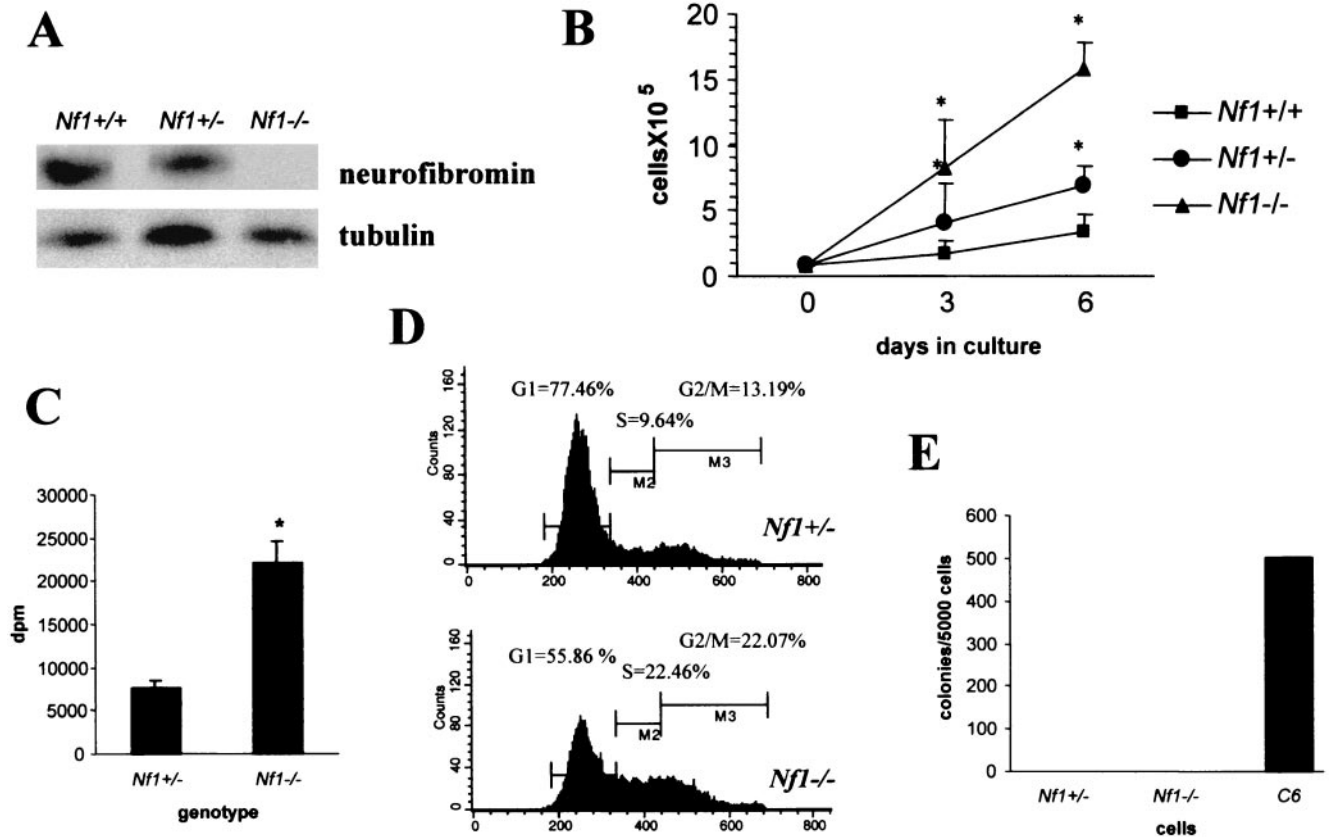 A
Nf1+/+ Nf1+/- Nf1-/-
neurofibromin
tubulin
B
cellsX10 5
20
15
10
5
0
* * * *
0 3 6
days in culture
Nf1+/+
Nf1+/-
Nf1-/-
C
dpm
30000
25000
20000
15000
10000
5000
0
*
Nf1+/- Nf1-/-
genotype
D
Counts
160
120
80
40
0
G1=77.46% G2/M=13.19%
S=9.64%
M2 M3
Nf1+/-
0 200 400 600 800
Counts
160
120
80
40
0
G1=55.86 % G2/M=22.07%
S=22.46%
M2 M3
Nf1-/-
0 200 400 600 800
E
colonies/5000 cells
600
500
400
300
200
100
0
Nf1+/- Nf1-/- C6
cells